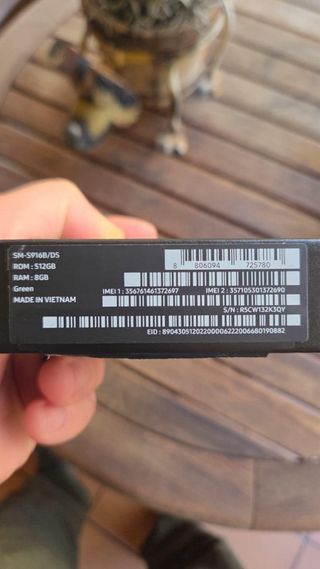 SM-S916B/DS
ROM : 512GB
RAM : 8GB
Green
MADE IN VIETNAM
8 806094 725780
IMEI 1 : 356761461372697
IMEI 2 : 357105301372690
S/N : R5CW132K3QY
EID : 89043051202200006222006680190882